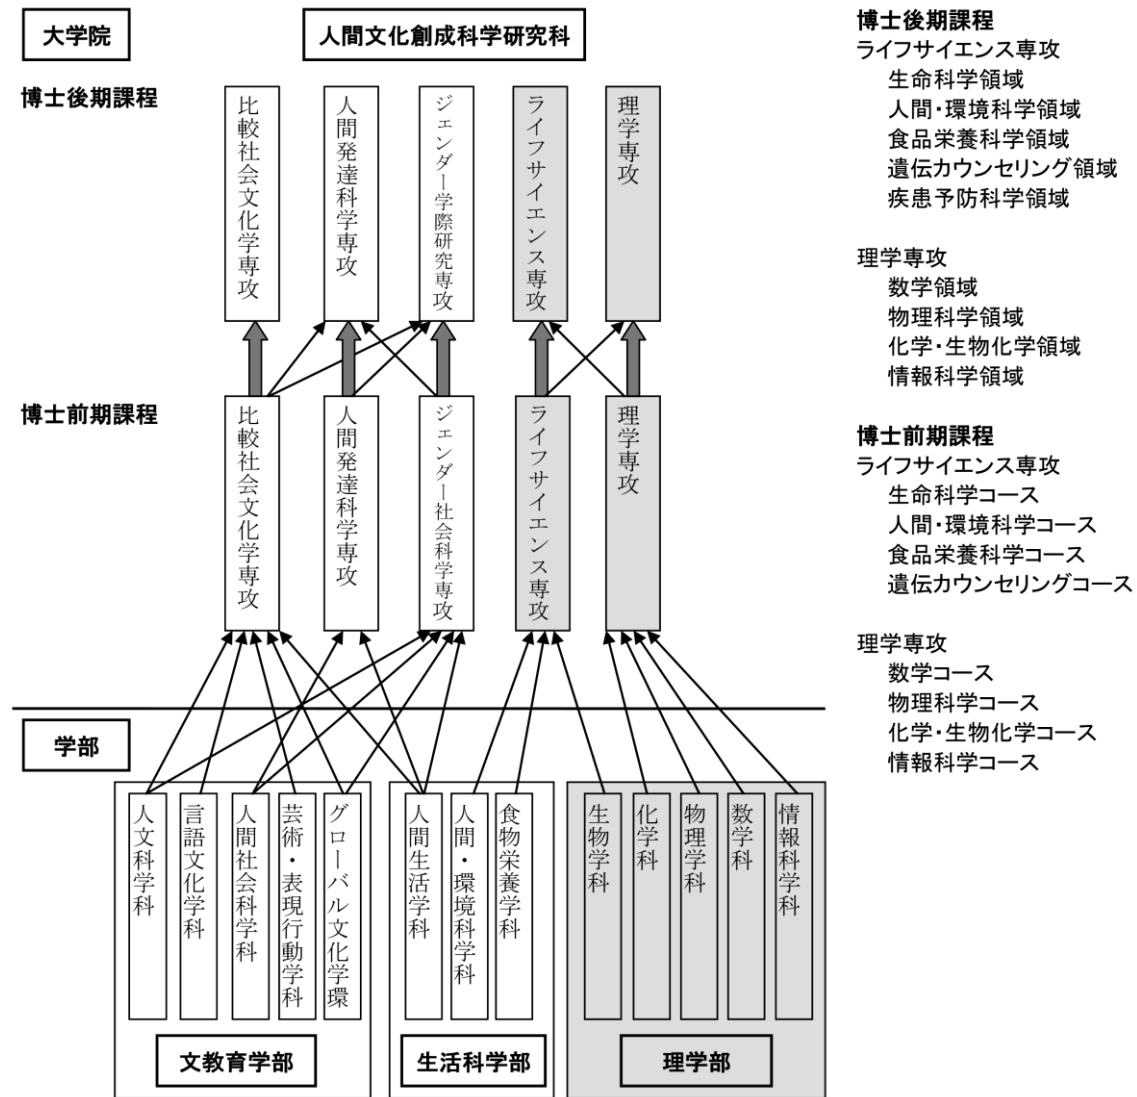 大学院
人間文化創成科学研究科
博士後期課程
比較社会文化学専攻
人間発達科学専攻
ジェンダー学際研究専攻
ライフサイエンス専攻
理学専攻
博士前期課程
比較社会文化学専攻
人間発達科学専攻
ジェンダー社会科学専攻
ライフサイエンス専攻
理学専攻
学部
人文科学科
言語文化学科
人間社会科学科
芸術・表現行動学科
グローバル文化学環
文教育学部
人間生活学科
人間・環境科学科
食物栄養学科
生活科学部
生物学科
化学科
物理学科
数学科
情報科学科
理学部
博士後期課程
ライフサイエンス専攻
生命科学領域
人間・環境科学領域
食品栄養科学領域
遺伝カウンセリング領域
疾患予防科学領域
理学専攻
数学領域
物理科学領域
化学・生物化学領域
情報科学領域
博士前期課程
ライフサイエンス専攻
生命科学コース
人間・環境科学コース
食品栄養科学コース
遺伝カウンセリングコース
理学専攻
数学コース
物理科学コース
化学・生物化学コース
情報科学コース